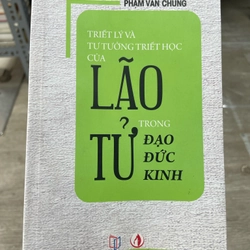 PHẠM VĂN CHUNG
TRIẾT LÝ VÀ
TƯ TƯỞNG TRIẾT HỌC
CỦA
LÃO
TỬ
TRONG
ĐẠO
ĐỨC
KINH